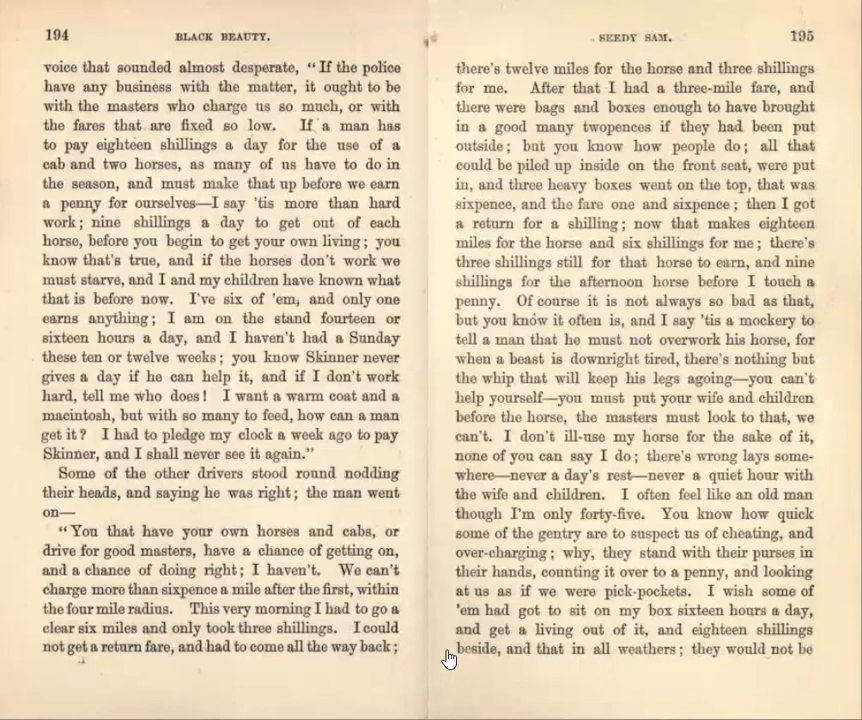 194
BLACK BEAUTY.
voice that sounded almost desperate, “If the police
have any business with the matter, it ought to be
with the masters who charge us so much, or with
the fares that are fixed so low. If a man has
to pay eighteen shillings a day for the use of a
cab and two horses, as many of us have to do in
the season, and must make that up before we earn
a penny for ourselves—I say ’tis more than hard
work; nine shillings a day to get out of each
horse, before you begin to get your own living; you
know that’s true, and if the horses don’t work we
must starve, and I and my children have known what
that is before now. I’ve six of ’em, and only one
earns anything; I am on the stand fourteen or
sixteen hours a day, and I haven’t had a Sunday
these ten or twelve weeks; you know Skinner never
gives a day if he can help it, and if I don’t work
hard, tell me who does! I want a warm coat and a
macintosh, but with so many to feed, how can a man
get it? I had to pledge my clock a week ago to pay
Skinner, and I shall never see it again.”
Some of the other drivers stood round nodding
their heads, and saying he was right; the man went
on—
“You that have your own horses and cabs, or
drive for good masters, have a chance of getting on,
and a chance of doing right; I haven’t. We can’t
charge more than sixpence a mile after the first, within
the four mile radius. This very morning I had to go a
clear six miles and only took three shillings. I could
not get a return fare, and had to come all the way back;
SEEDY SAM.
195
there’s twelve miles for the horse and three shillings
for me. After that I had a three-mile fare, and
there were bags and boxes enough to have brought
in a good many twopences if they had been put
outside; but you know how people do; all that
could be piled up inside on the front seat, were put
in, and three heavy boxes went on the top, that was
sixpence, and the fare one and sixpence; then I got
a return for a shilling; now that makes eighteen
miles for the horse and six shillings for me; there’s
three shillings still for that horse to earn, and nine
shillings for the afternoon horse before I touch a
penny. Of course it is not always so bad as that,
but you know it often is, and I say ’tis a mockery to
tell a man that he must not overwork his horse, for
when a beast is downright tired, there’s nothing but
the whip that will keep his legs agoing—you can’t
help yourself—you must put your wife and children
before the horse, the masters must look to that, we
can’t. I don’t ill-use my horse for the sake of it,
none of you can say I do; there’s wrong lays some-
where—never a day’s rest—never a quiet hour with
the wife and children. I often feel like an old man
though I’m only forty-five. You know how quick
some of the gentry are to suspect us of cheating, and
over-charging; why, they stand with their purses in
their hands, counting it over to a penny, and looking
at us as if we were pick-pockets. I wish some of
’em had got to sit on my box sixteen hours a day,
and get a living out of it, and eighteen shillings
beside, and that in all weathers; they would not be